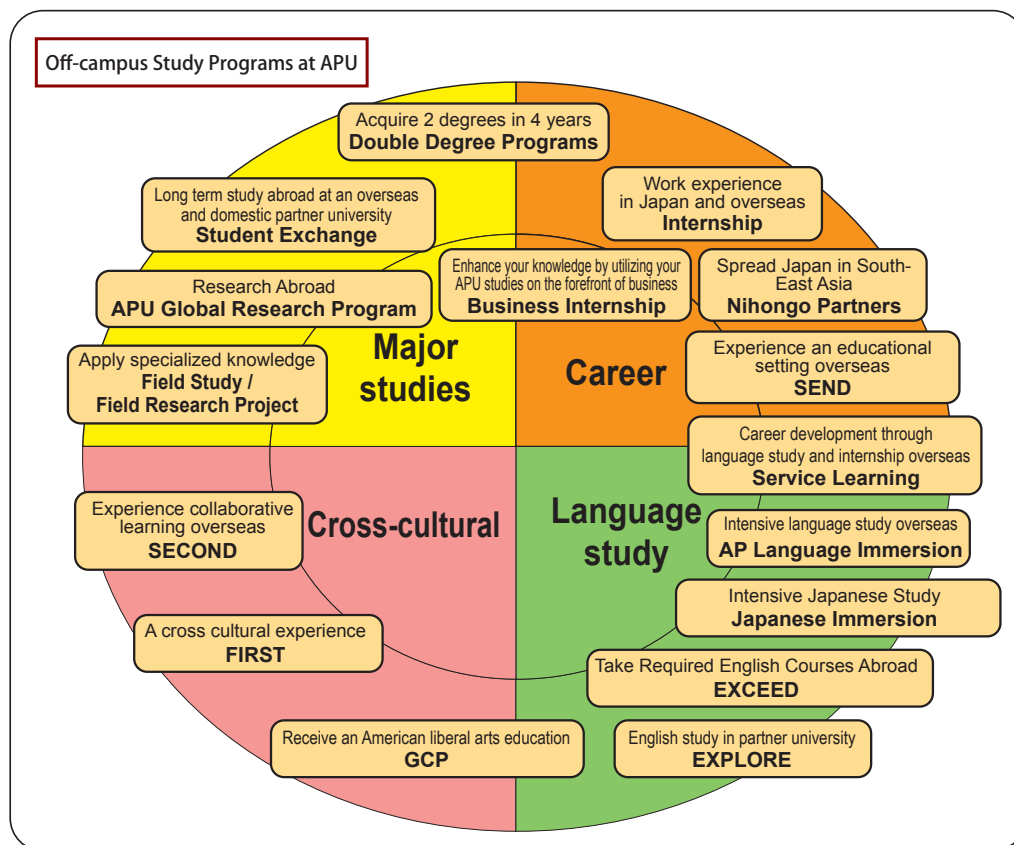 Off-campus Study Programs at APU
Acquire 2 degrees in 4 years
Double Degree Programs
Long term study abroad at an overseas
and domestic partner university
Student Exchange
Work experience
in Japan and overseas
Internship
Research Abroad
APU Global Research Program
Enhance your knowledge by utilizing your
APU studies on the forefront of business
Business Internship
Spread Japan in South-
East Asia
Nihongo Partners
Major
studies
Career
Apply specialized knowledge
Field Study /
Field Research Project
Experience an educational
setting overseas
SEND
Career development through
language study and internship overseas
Service Learning
Experience collaborative
learning overseas
SECOND
Cross-cultural
Language
study
Intensive language study overseas
AP Language Immersion
Intensive Japanese Study
Japanese Immersion
A cross cultural experience
FIRST
Take Required English Courses Abroad
EXCEED
Receive an American liberal arts education
GCP
English study in partner university
EXPLORE